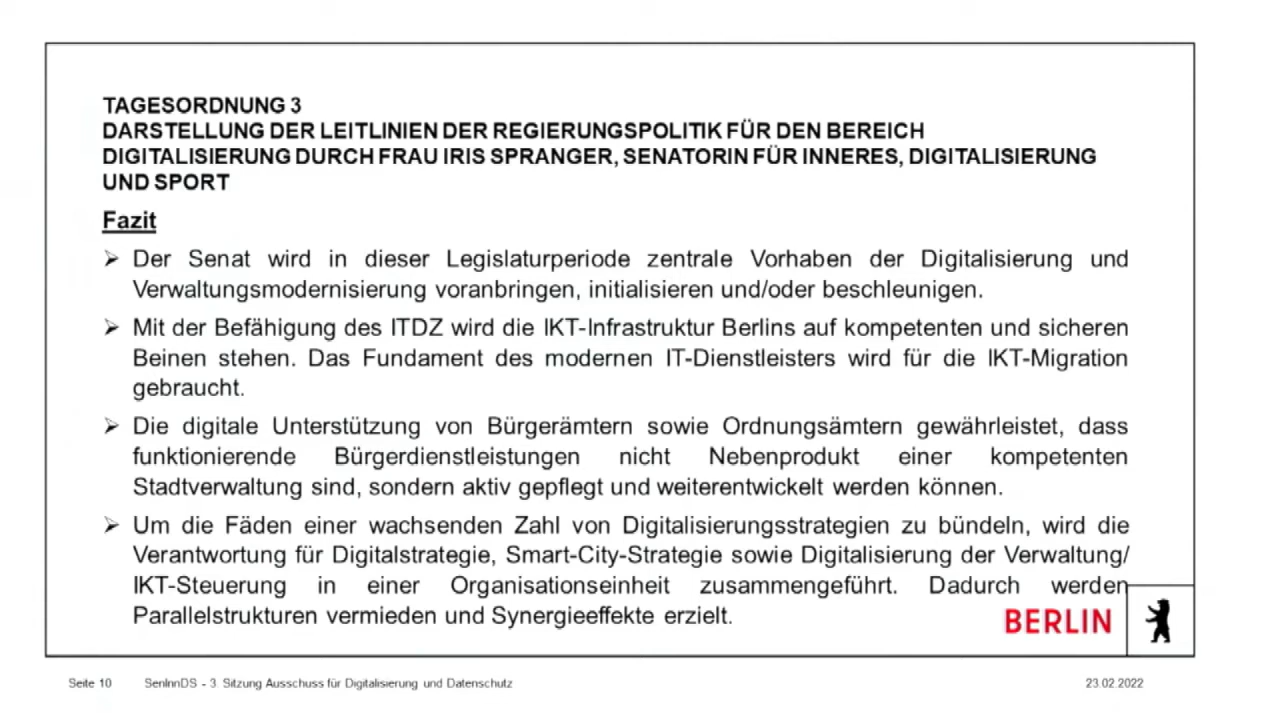 TAGESORDNUNG 3
DARSTELLUNG DER LEITLINIEN DER REGIERUNGSPOLITIK FÜR DEN BEREICH
DIGITALISIERUNG DURCH FRAU IRIS SPRANGER, SENATORIN FÜR INNERES, DIGITALISIERUNG
UND SPORT
Fazit
➢ Der Senat wird in dieser Legislaturperiode zentrale Vorhaben der Digitalisierung und
Verwaltungsmodernisierung voranbringen, initialisieren und/oder beschleunigen.
➢ Mit der Befähigung des ITDZ wird die IKT-Infrastruktur Berlins auf kompetenten und sicheren
Beinen stehen. Das Fundament des modernen IT-Dienstleisters wird für die IKT-Migration
gebraucht.
➢ Die digitale Unterstützung von Bürgerämtern sowie Ordnungsämtern gewährleistet, dass
funktionierende Bürgerdienstleistungen nicht Nebenprodukt einer kompetenten
Stadtverwaltung sind, sondern aktiv gepflegt und weiterentwickelt werden können.
➢ Um die Fäden einer wachsenden Zahl von Digitalisierungsstrategien zu bündeln, wird die
Verantwortung für Digitalstrategie, Smart-City-Strategie sowie Digitalisierung der Verwaltung/
IKT-Steuerung in einer Organisationseinheit zusammengeführt. Dadurch werden
Parallelstrukturen vermieden und Synergieeffekte erzielt.
BERLIN
Seite 10 SenInnDS - 3. Sitzung Ausschuss für Digitalisierung und Datenschutz 23.02.2022